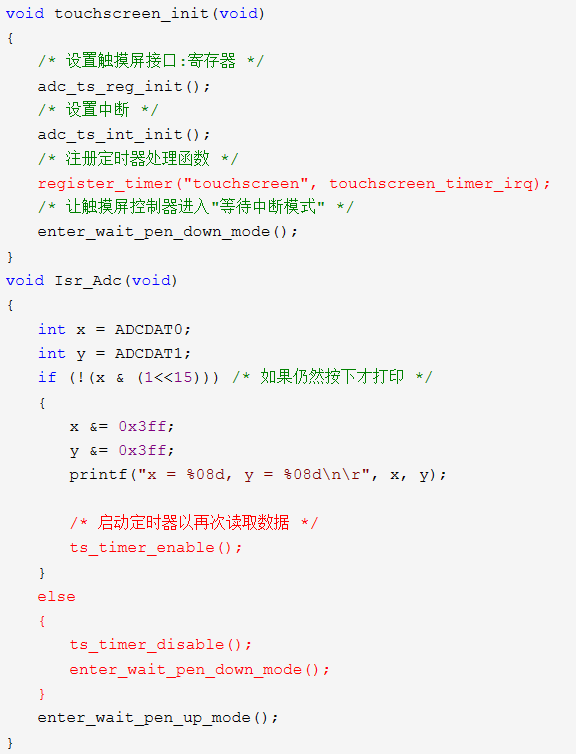 void touchscreen_init(void)
{
    /* 设置触摸屏接口:寄存器 */
    adc_ts_reg_init();
    /* 设置中断 */
    adc_ts_int_init();
    /* 注册定时器处理函数 */
    register_timer("touchscreen", touchscreen_timer_irq);
    /* 让触摸屏控制器进入"等待中断模式" */
    enter_wait_pen_down_mode();
}
void Isr_Adc(void)
{
    int x = ADCDAT0;
    int y = ADCDAT1;
    if (!(x & (1<<15))) /* 如果仍然按下才打印 */
    {
        x &= 0x3ff;
        y &= 0x3ff;
        printf("x = %08d, y = %08d\n\r", x, y);
        /* 启动定时器以再次读取数据 */
        ts_timer_enable();
    }
    else
    {
        ts_timer_disable();
        enter_wait_pen_down_mode();
    }
    enter_wait_pen_up_mode();
}